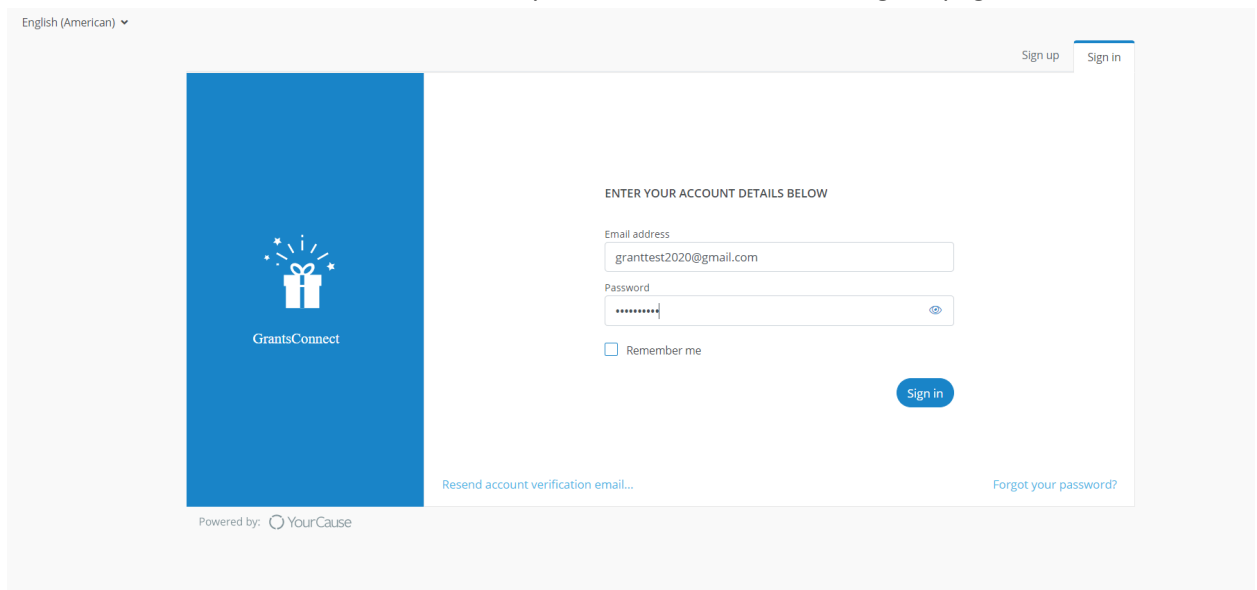 English (American)
Sign up
Sign in
ENTER YOUR ACCOUNT DETAILS BELOW
Email address
granttest2020@gmail.com
Password
••••••••••
Remember me
Sign in
GrantsConnect
Resend account verification email...
Forgot your password?
Powered by: YourCause